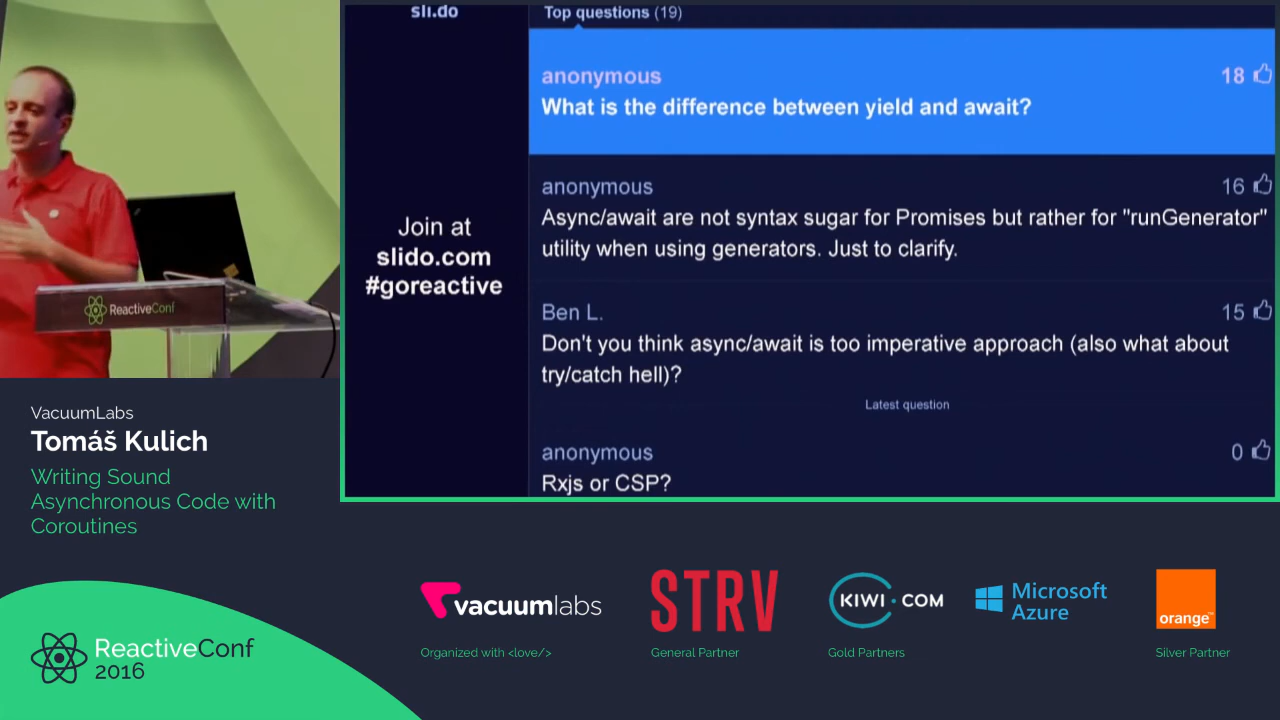 sli.do
Top questions (19)
anonymous
18
What is the difference between yield and await?
anonymous
16
Async/await are not syntax sugar for Promises but rather for "runGenerator"
utility when using generators. Just to clarify.
Join at
slido.com
#goreactive
Ben L.
15
Don't you think async/await is too imperative approach (also what about
try/catch hell)?
Latest question
anonymous
0
Rxjs or CSP?
ReactiveConf
VacuumLabs
Tomáš Kulich
Writing Sound
Asynchronous Code with
Coroutines
ReactiveConf
2016
vacuumlabs
Organized with <love/>
STRV
General Partner
KIWI.COM
Gold Partners
Microsoft
Azure
orange™
Silver Partner